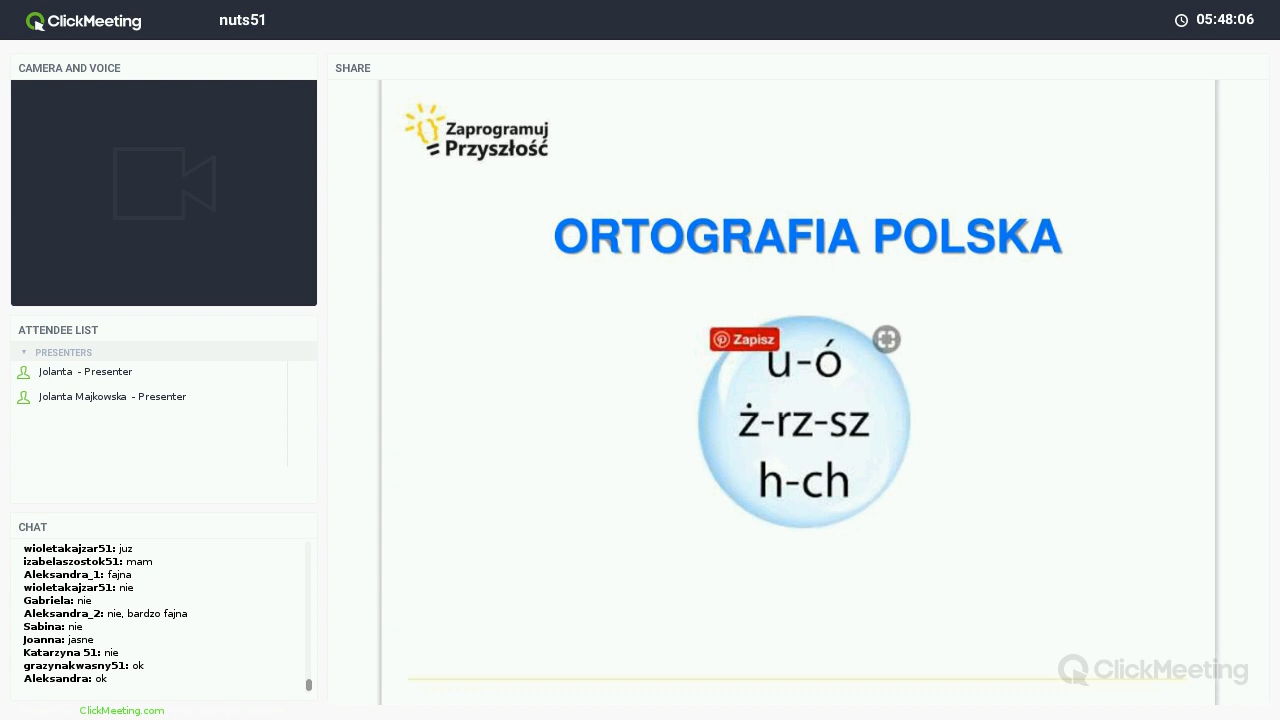 ClickMeeting
nuts51
05:48:06
CAMERA AND VOICE
SHARE
Zaprogramuj
Przyszłość
ORTOGRAFIA POLSKA
Zapisz
u-ó
ż-rz-sz
h-ch
ATTENDEE LIST
PRESENTERS
Jolanta - Presenter
Jolanta Majkowska - Presenter
CHAT
wioletakajzar51: juz
izabelaszostok51: mam
Aleksandra_1: fajna
wioletakajzar51: nie
Gabriela: nie
Aleksandra_2: nie, bardzo fajna
Sabina: nie
Joanna: jasne
Katarzyna 51: nie
grazynakwasny51: ok
Aleksandra: ok
ClickMeeting
ClickMeeting.com